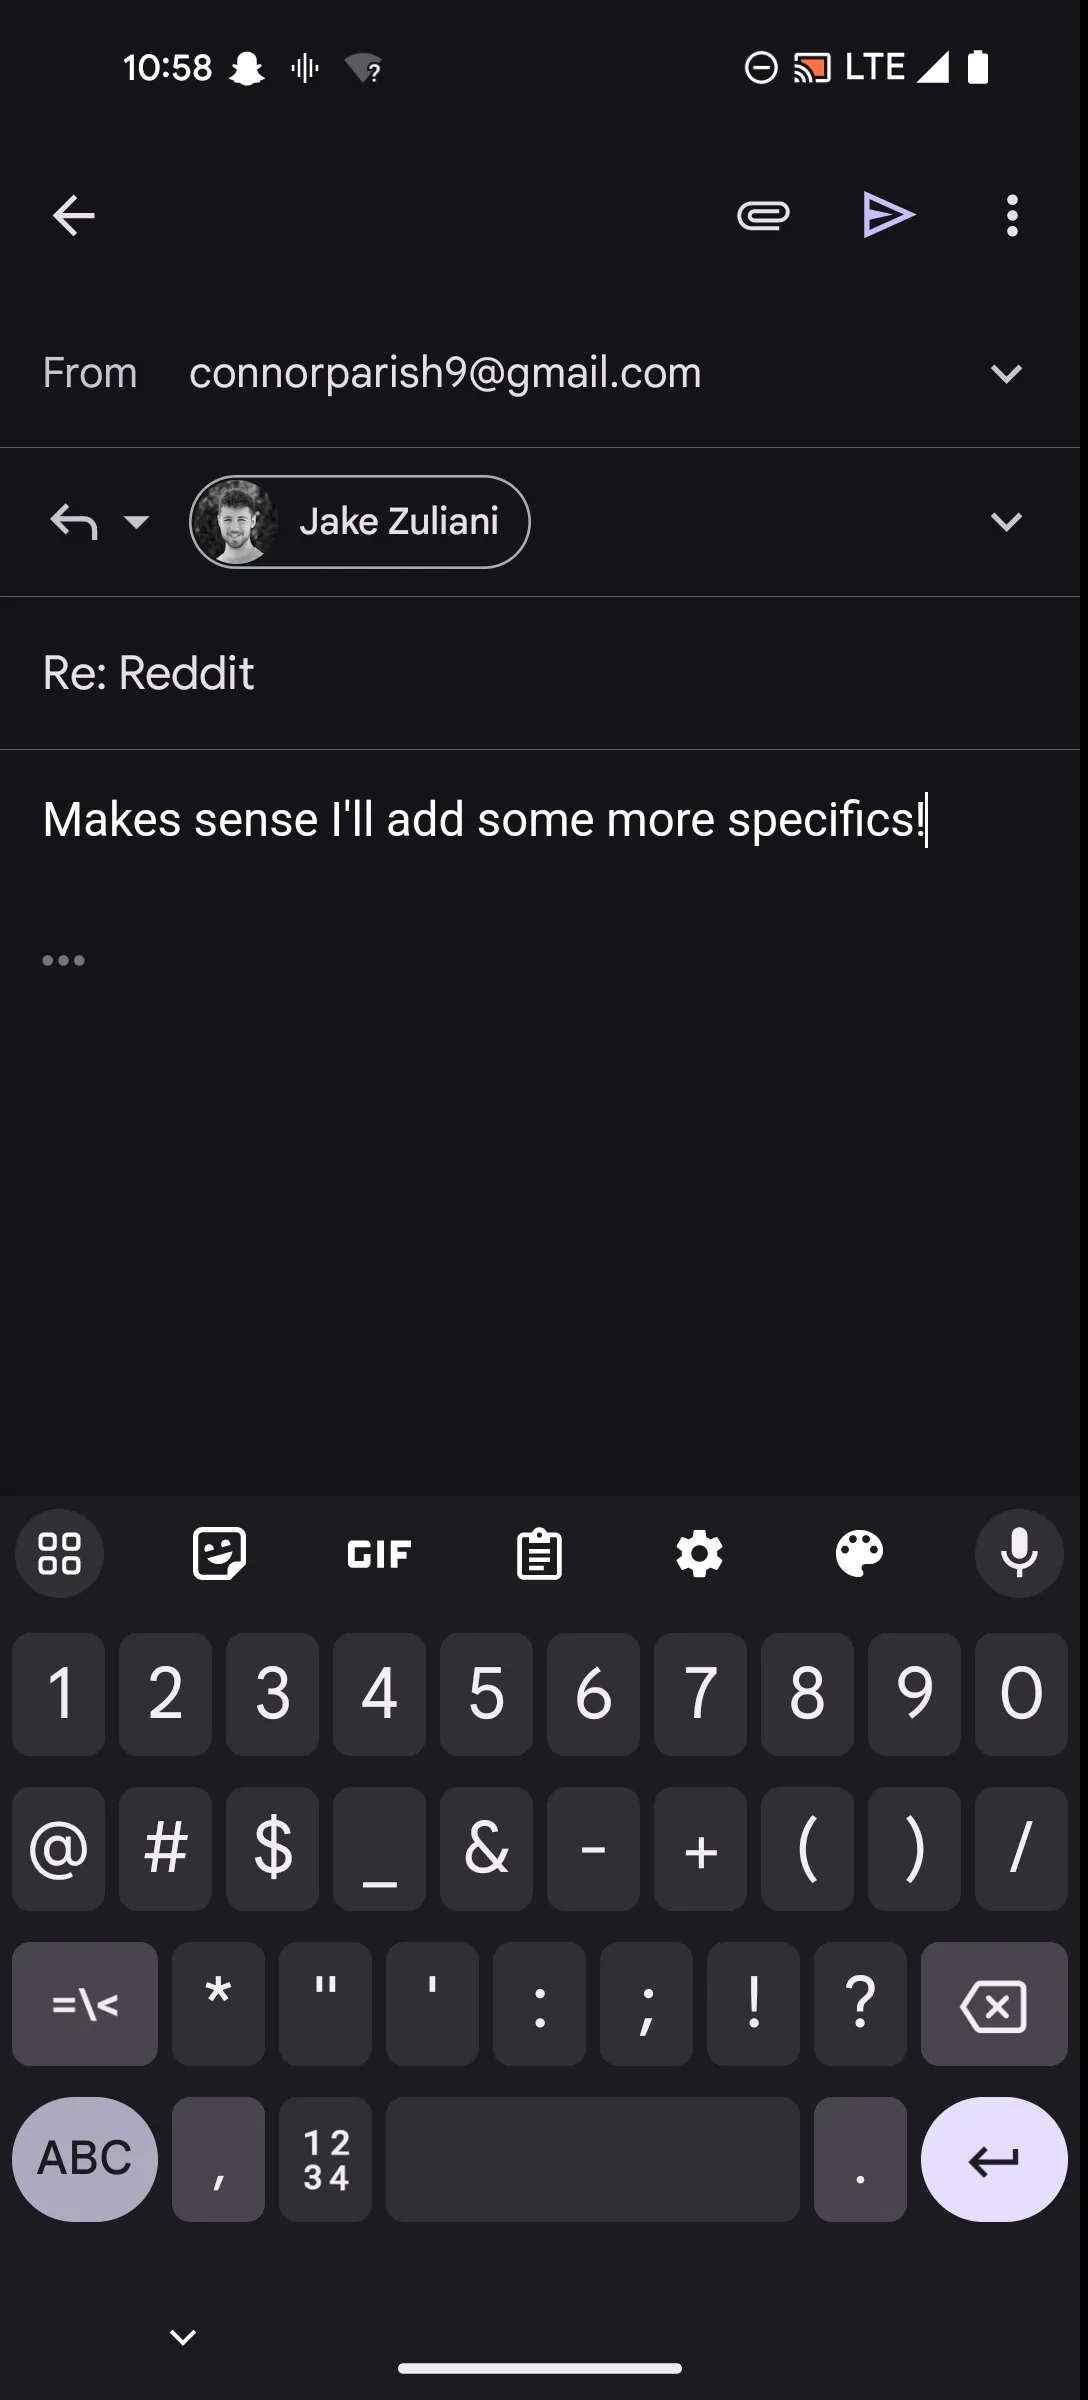 10:58 LTE
From connorparish9@gmail.com
Jake Zuliani
Re: Reddit
Makes sense I'll add some more specifics!
GIF
1 2 3 4 5 6 7 8 9 0
@ # $ _ & - + ( ) /
=\< * " ' : ; ! ?
ABC , 12 .
34